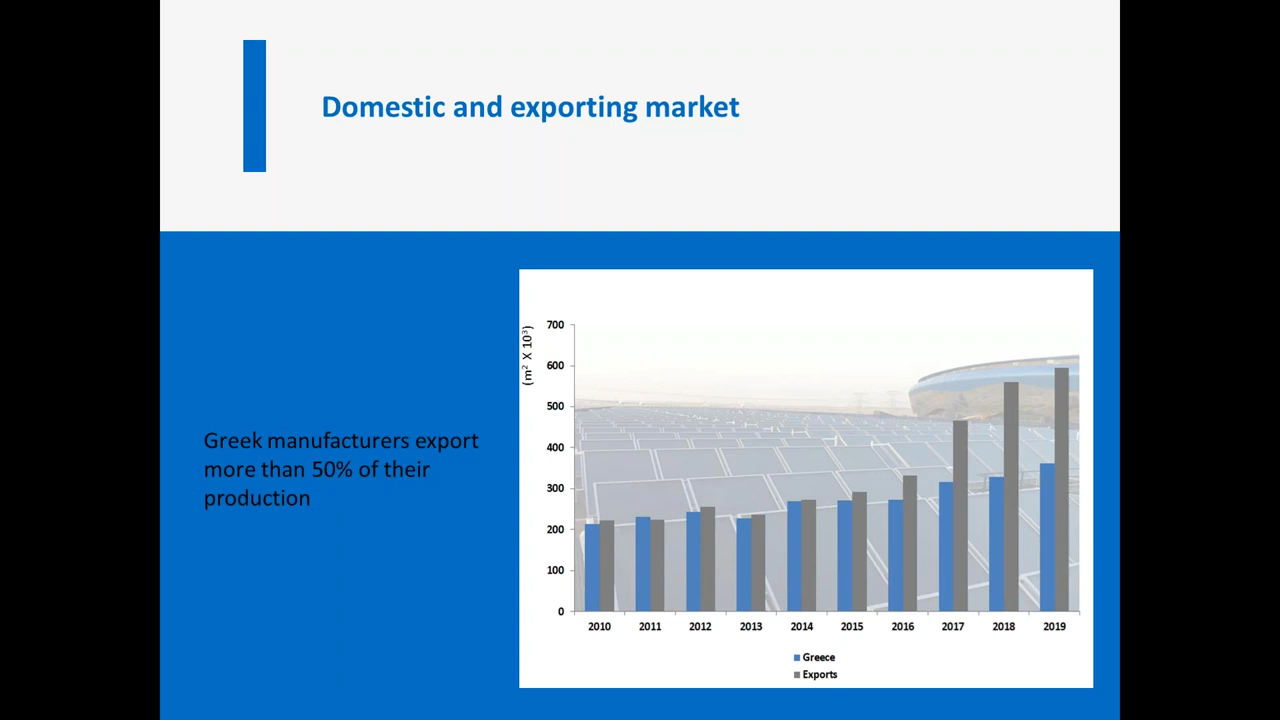 Domestic and exporting market
Greek manufacturers export
more than 50% of their
production
(m² X 10³)
700
600
500
400
300
200
100
0
2010 2011 2012 2013 2014 2015 2016 2017 2018 2019
Greece
Exports